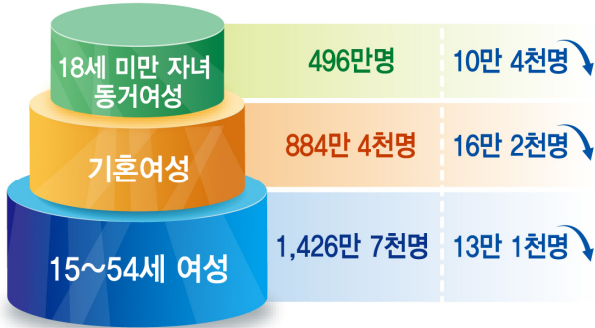 18세 미만 자녀
동거여성
496만명
10만 4천명
기혼여성
884만 4천명
16만 2천명
15~54세 여성
1,426만 7천명
13만 1천명